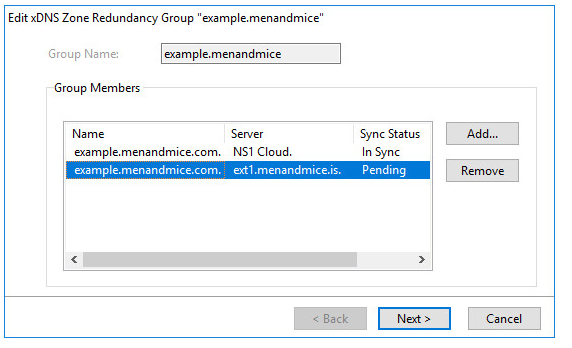 Edit xDNS Zone Redundancy Group "example.menandmice"
Group Name: example.menandmice
Group Members
Name Server Sync Status
example.menandmice.com. NS1 Cloud. In Sync
example.menandmice.com. ext1.menandmice.is. Pending
Add...
Remove
< Back Next > Cancel